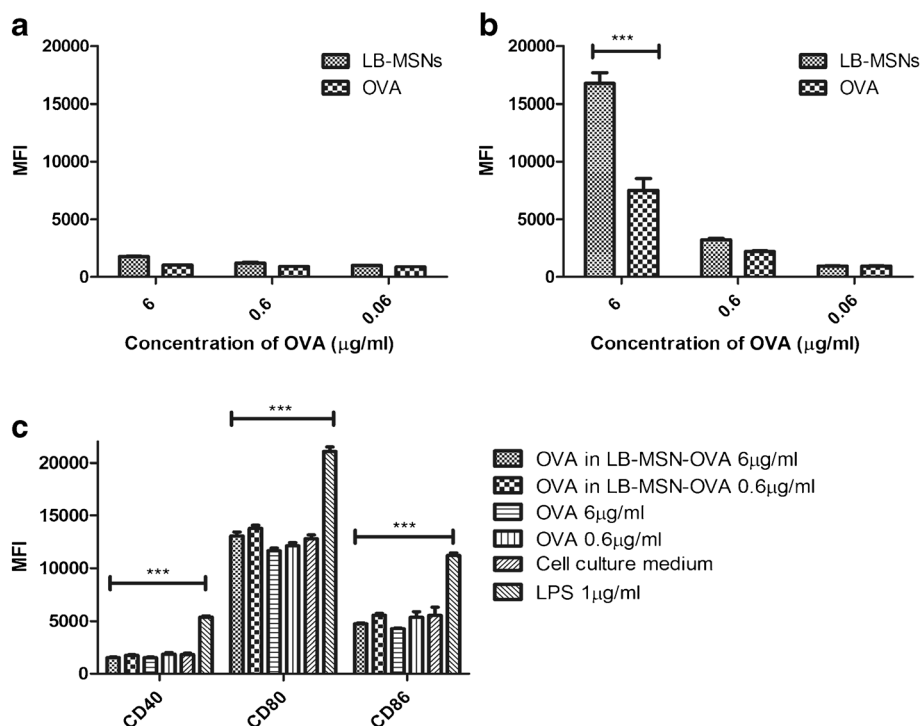 a
20000
15000
10000
5000
0
MFI
LB-MSNs
OVA
6
0.6
0.06
Concentration of OVA (μg/ml)
b
20000
15000
10000
5000
0
MFI
***
LB-MSNs
OVA
6
0.6
0.06
Concentration of OVA (μg/ml)
c
20000
15000
10000
5000
0
MFI
***
***
***
CD40
CD80
CD86
OVA in LB-MSN-OVA 6μg/ml
OVA in LB-MSN-OVA 0.6μg/ml
OVA 6μg/ml
OVA 0.6μg/ml
Cell culture medium
LPS 1μg/ml